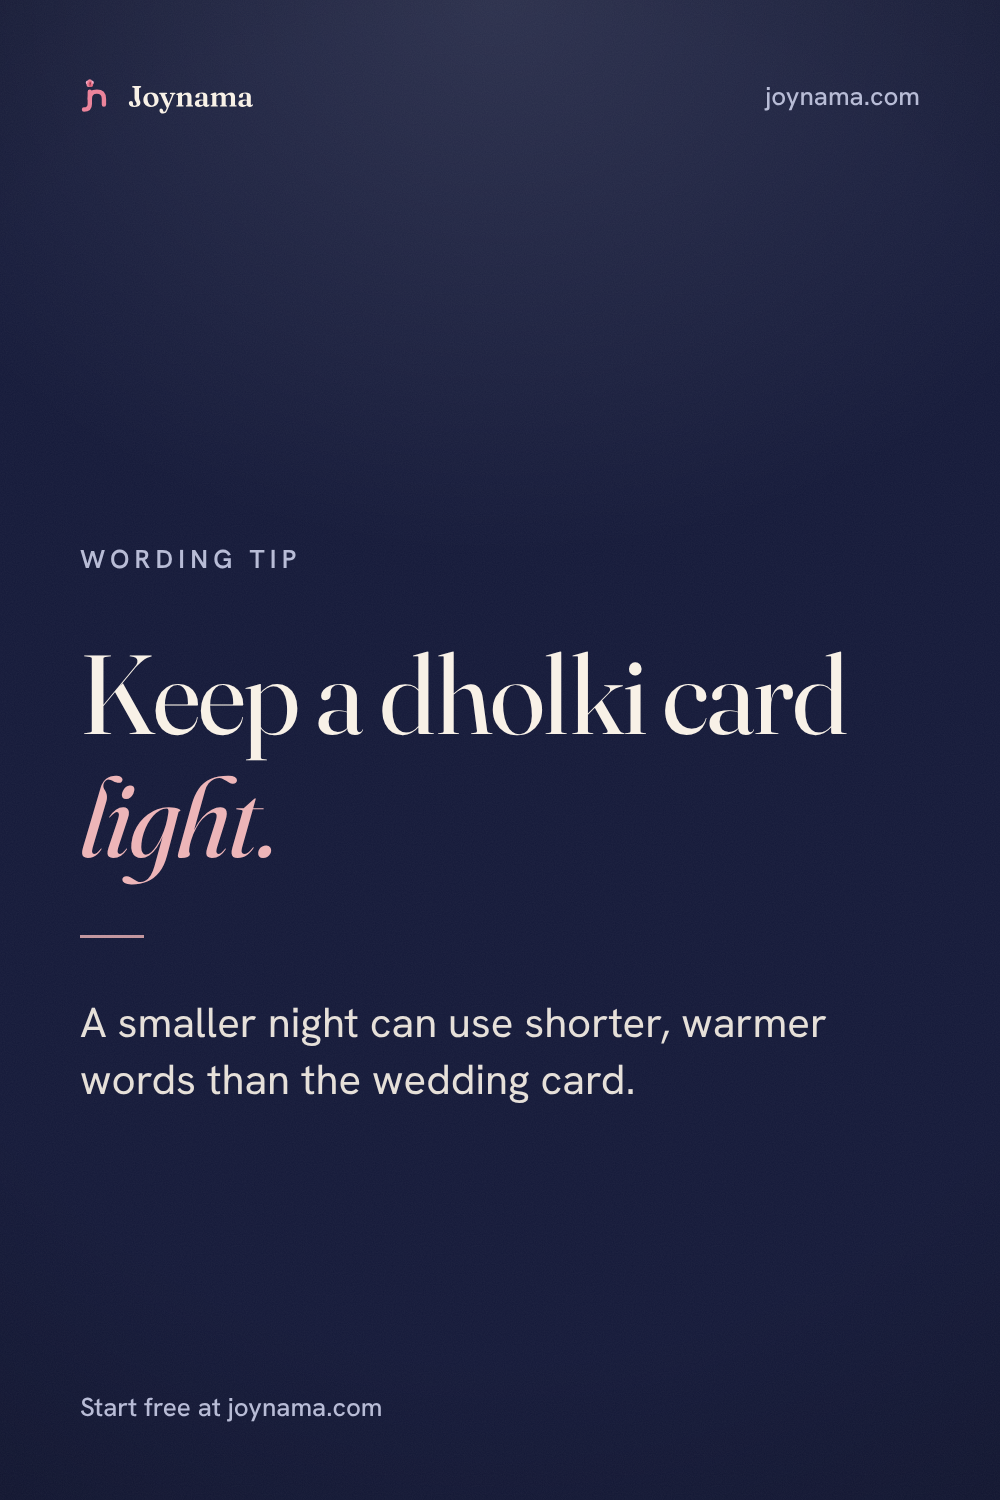 Joynama
joynama.com
WORDING TIP
Keep a dholki card
light.
A smaller night can use shorter, warmer
words than the wedding card.
Start free at joynama.com